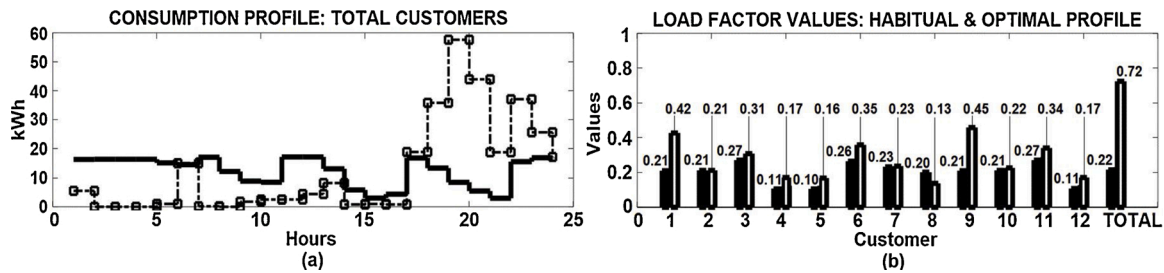 CONSUMPTION PROFILE: TOTAL CUSTOMERS
60
50
40
30
20
10
0
kWh
0 5 10 15 20 25
Hours
(a)
LOAD FACTOR VALUES: HABITUAL & OPTIMAL PROFILE
1
0.8
0.6
0.4
0.2
0
Values
0.72
0.42 0.21 0.31 0.17 0.16 0.35 0.23 0.13 0.45 0.22 0.34 0.17
0.21 0.21 0.27 0.11 0.10 0.26 0.23 0.20 0.21 0.21 0.27 0.11 0.22
0 1 2 3 4 5 6 7 8 9 10 11 12 TOTAL
Customer
(b)